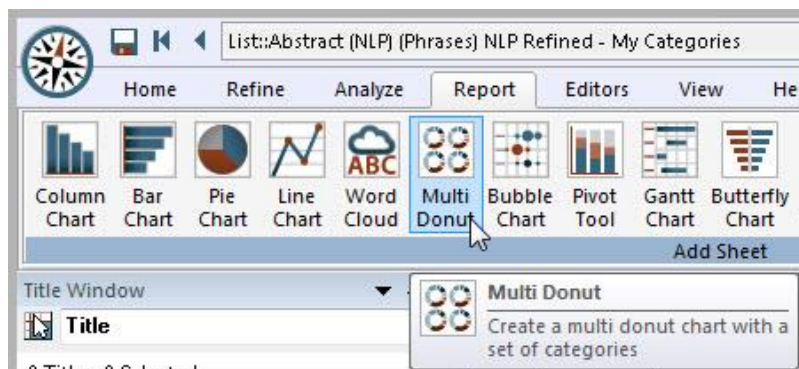 List::Abstract (NLP) (Phrases) NLP Refined - My Categories
Home Refine Analyze Report Editors View He
ABC
Column Bar Pie Line Word Multi Bubble Pivot Gantt Butterfly
Chart Chart Chart Chart Cloud Donut Chart Tool Chart Chart
Add Sheet
Title Window
Multi Donut
Title
Create a multi donut chart with a
set of categories